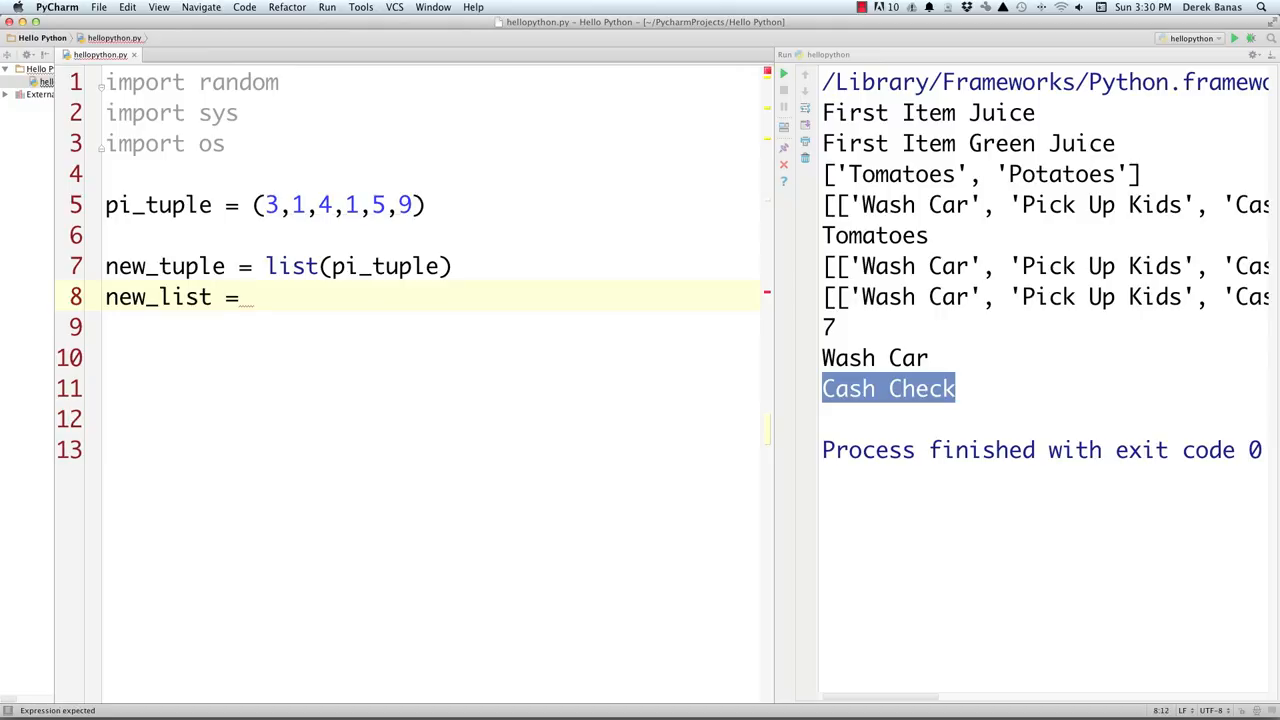 PyCharm File Edit View Navigate Code Refactor Run Tools VCS Window Help 10 Sun 3:30 PM Derek Banas
hellopython.py - Hello Python - [~/PycharmProjects/Hello Python]
Hello Python hellopython.py hellopython
hellopython.py
Run hellopython
Hello P
hell
Extern
1 import random
2 import sys
3 import os
4
5 pi_tuple = (3,1,4,1,5,9)
6
7 new_tuple = list(pi_tuple)
8 new_list =
9
10
11
12
13
/Library/Frameworks/Python.framewo
First Item Juice
First Item Green Juice
['Tomatoes', 'Potatoes']
[['Wash Car', 'Pick Up Kids', 'Cas
Tomatoes
[['Wash Car', 'Pick Up Kids', 'Cas
[['Wash Car', 'Pick Up Kids', 'Cas
7
Wash Car
Cash Check
Process finished with exit code 0
Expression expected 8:12 LF UTF-8